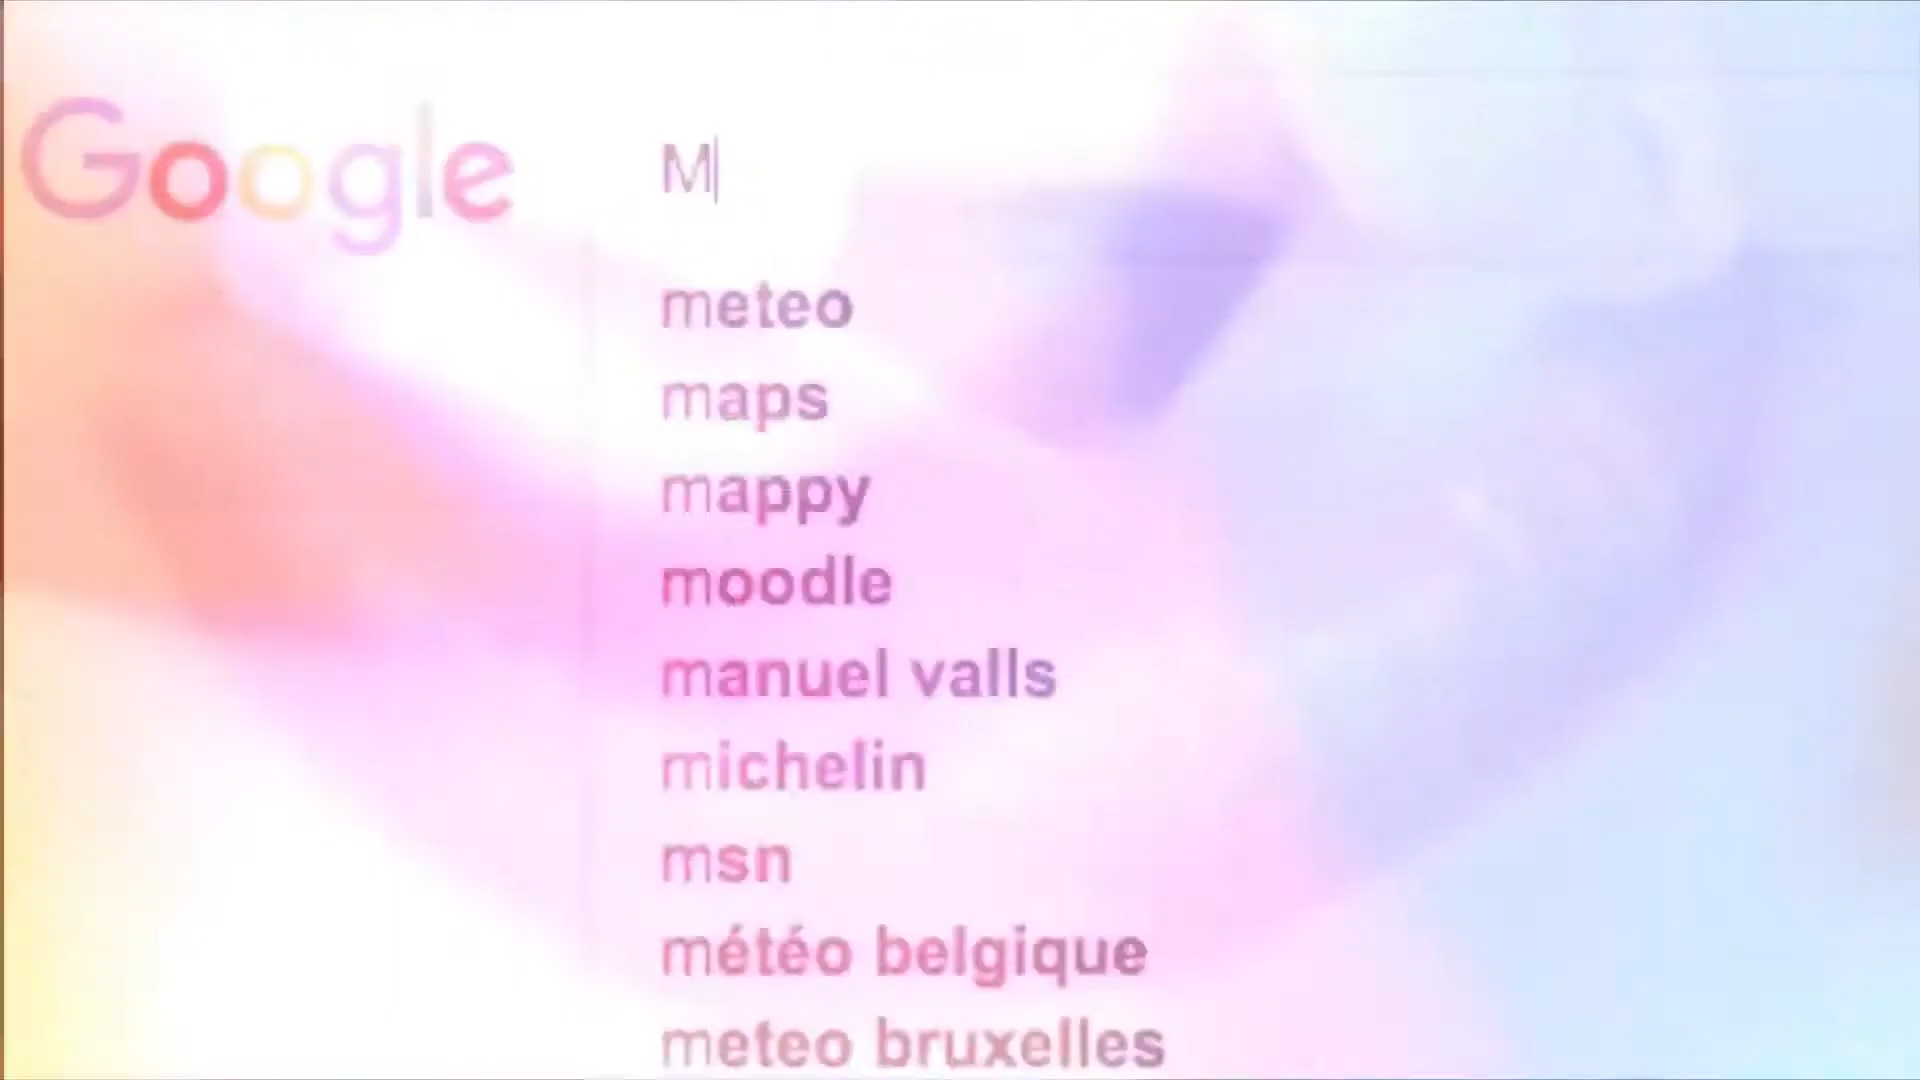 Google
M
meteo
maps
mappy
moodle
manuel valls
michelin
msn
météo belgique
meteo bruxelles